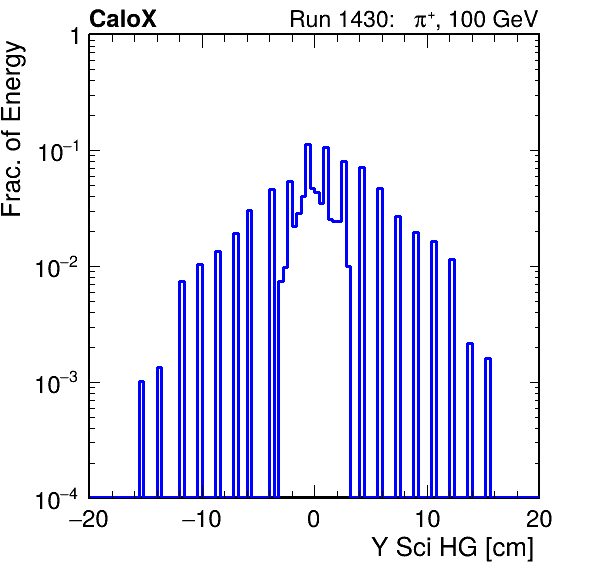 CaloX Run 1430: π⁺, 100 GeV
Frac. of Energy
1
10⁻¹
10⁻²
10⁻³
10⁻⁴
−20 −10 0 10 20
Y Sci HG [cm]